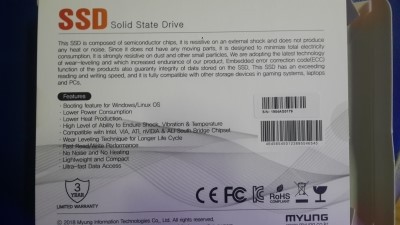 SSD Solid State Drive
This SSD is composed of semiconductor chips, it is resistive on an external shock and does not produce
any heat or noise. Since it does not have any moving parts, it is designed to minimize total electricity
consumption, it is strongly resistive on dust and other small particles, We are adopting the latest technology
of wear-leveling and which increased endurance of our product. Embedded error correction code(ECC)
function of the products also guaranty integrity of data stored on SSD, This SSD has an exceeding
reading and writing speed, and it is fully compatible with other storage devices in gaming systems, laptops
and PCs.
Features
- Booting feature for Windows/Linux OS
- Lower Power Consumption
- Lower Heat Production
- High Level of Ability to Endure Shock, Vibration & Temperature
- Compatible with Intel, VIA, ATI, nVIDIA & ALI South Bridge Chipset
- Wear Leveling Technique for Longer Life Cycle
- Fast Read/Write Performance
- No Noise and No Heating
- Lightweight and Compact
- Ultra-fast Data Access
S/N
3
YEAR
LIMITED WARRANTY
CE FC RoHS
COMPLIANT
© 2018 Myung Information Technologies Co., Ltd. All rights reserved.
MYUNG